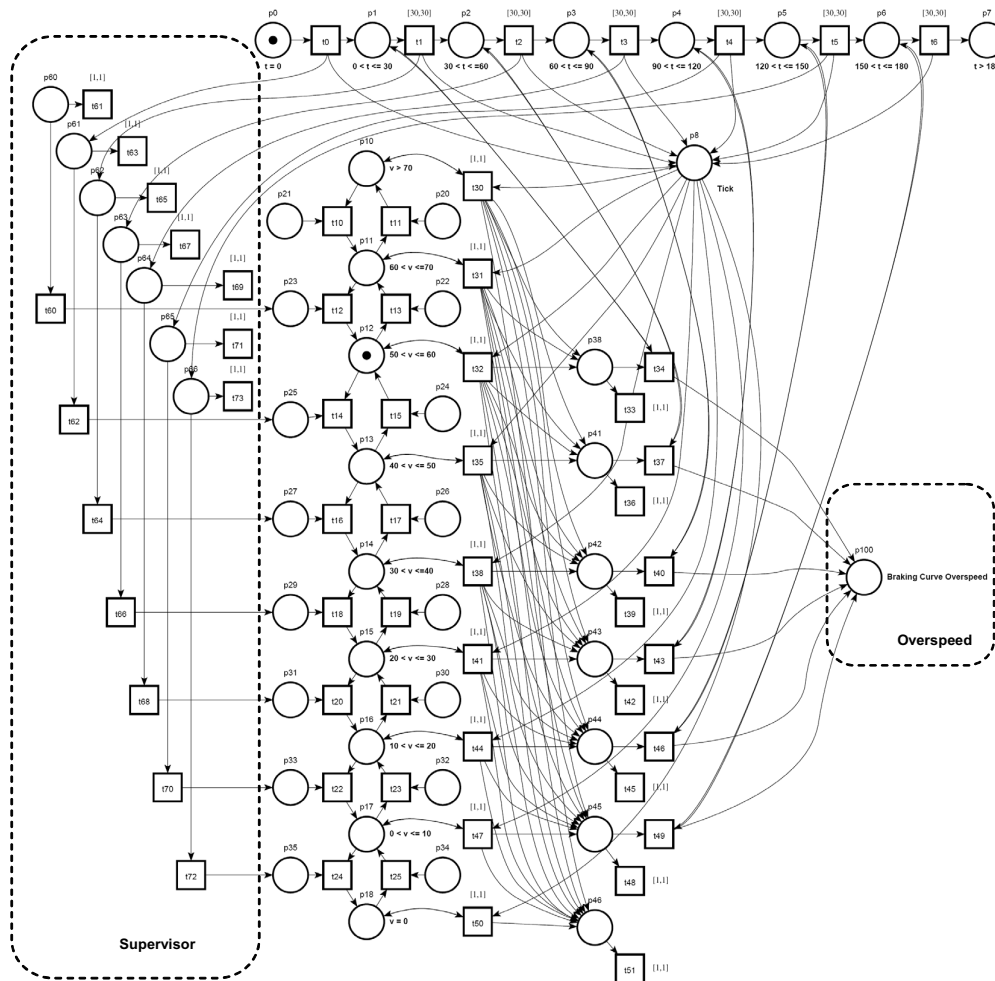 p0 p1 [30,30] p2 [30,30] p3 [30,30] p4 [30,30] p5 [30,30] p6 [30,30] p7
t0 t1 t2 t3 t4 t5 t6
t = 0 0 < t <= 30 30 < t <=60 60 < t <= 90 90 < t <= 120 120 < t <= 150 150 < t <= 180 t > 18
p60 [1,1]
t61
p61 [1,1]
t63
p8
Tick
p62 [1,1]
t65
p63 [1,1]
t67
p64 [1,1]
t69
p65 [1,1]
t71
p66 [1,1]
t73
t60
t62
t64
t66
t68
t70
t72
Supervisor
p10
v > 70
[1,1]
t30
p21 t10 t11 p20
p11
60 < v <=70
[1,1]
t31
p23 t12 t13 p22
p12
50 < v <= 60
[1,1]
t32
p38
t34
t33 [1,1]
p25 t14 t15 p24
p13
40 < v <= 50
[1,1]
t35
p41
t37
t36 [1,1]
p27 t16 t17 p26
p14
30 < v <=40
[1,1]
t38
p42
t40
t39 [1,1]
p29 t18 t19 p28
p15
20 < v <= 30
[1,1]
t41
p43
t43
t42 [1,1]
p31 t20 t21 p30
p16
10 < v <= 20
[1,1]
t44
p44
t46
t45 [1,1]
p33 t22 t23 p32
p17
0 < v <= 10
[1,1]
t47
p45
t49
t48 [1,1]
p35 t24 t25 p34
p18
v = 0
[1,1]
t50
p46
t51 [1,1]
p100
Braking Curve Overspeed
Overspeed